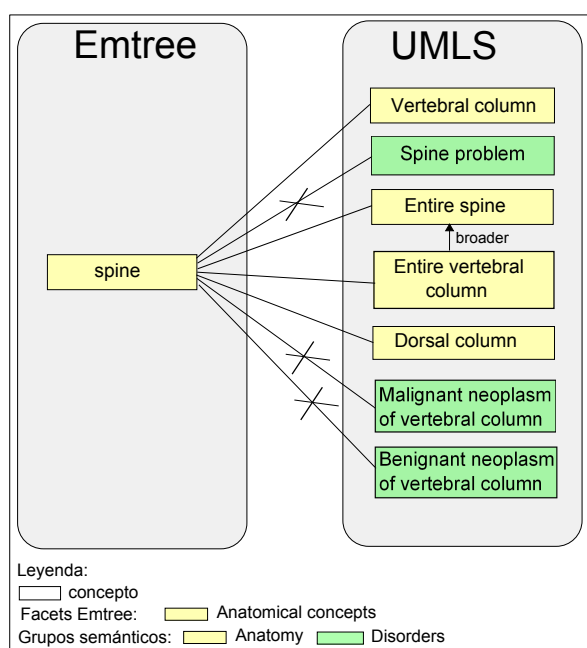 Emtree
UMLS
Vertebral column
Spine problem
Entire spine
broader
spine
Entire vertebral
column
Dorsal column
Malignant neoplasm
of vertebral column
Benignant neoplasm
of vertebral column
Leyenda:
concepto
Facets Emtree: Anatomical concepts
Grupos semánticos: Anatomy Disorders